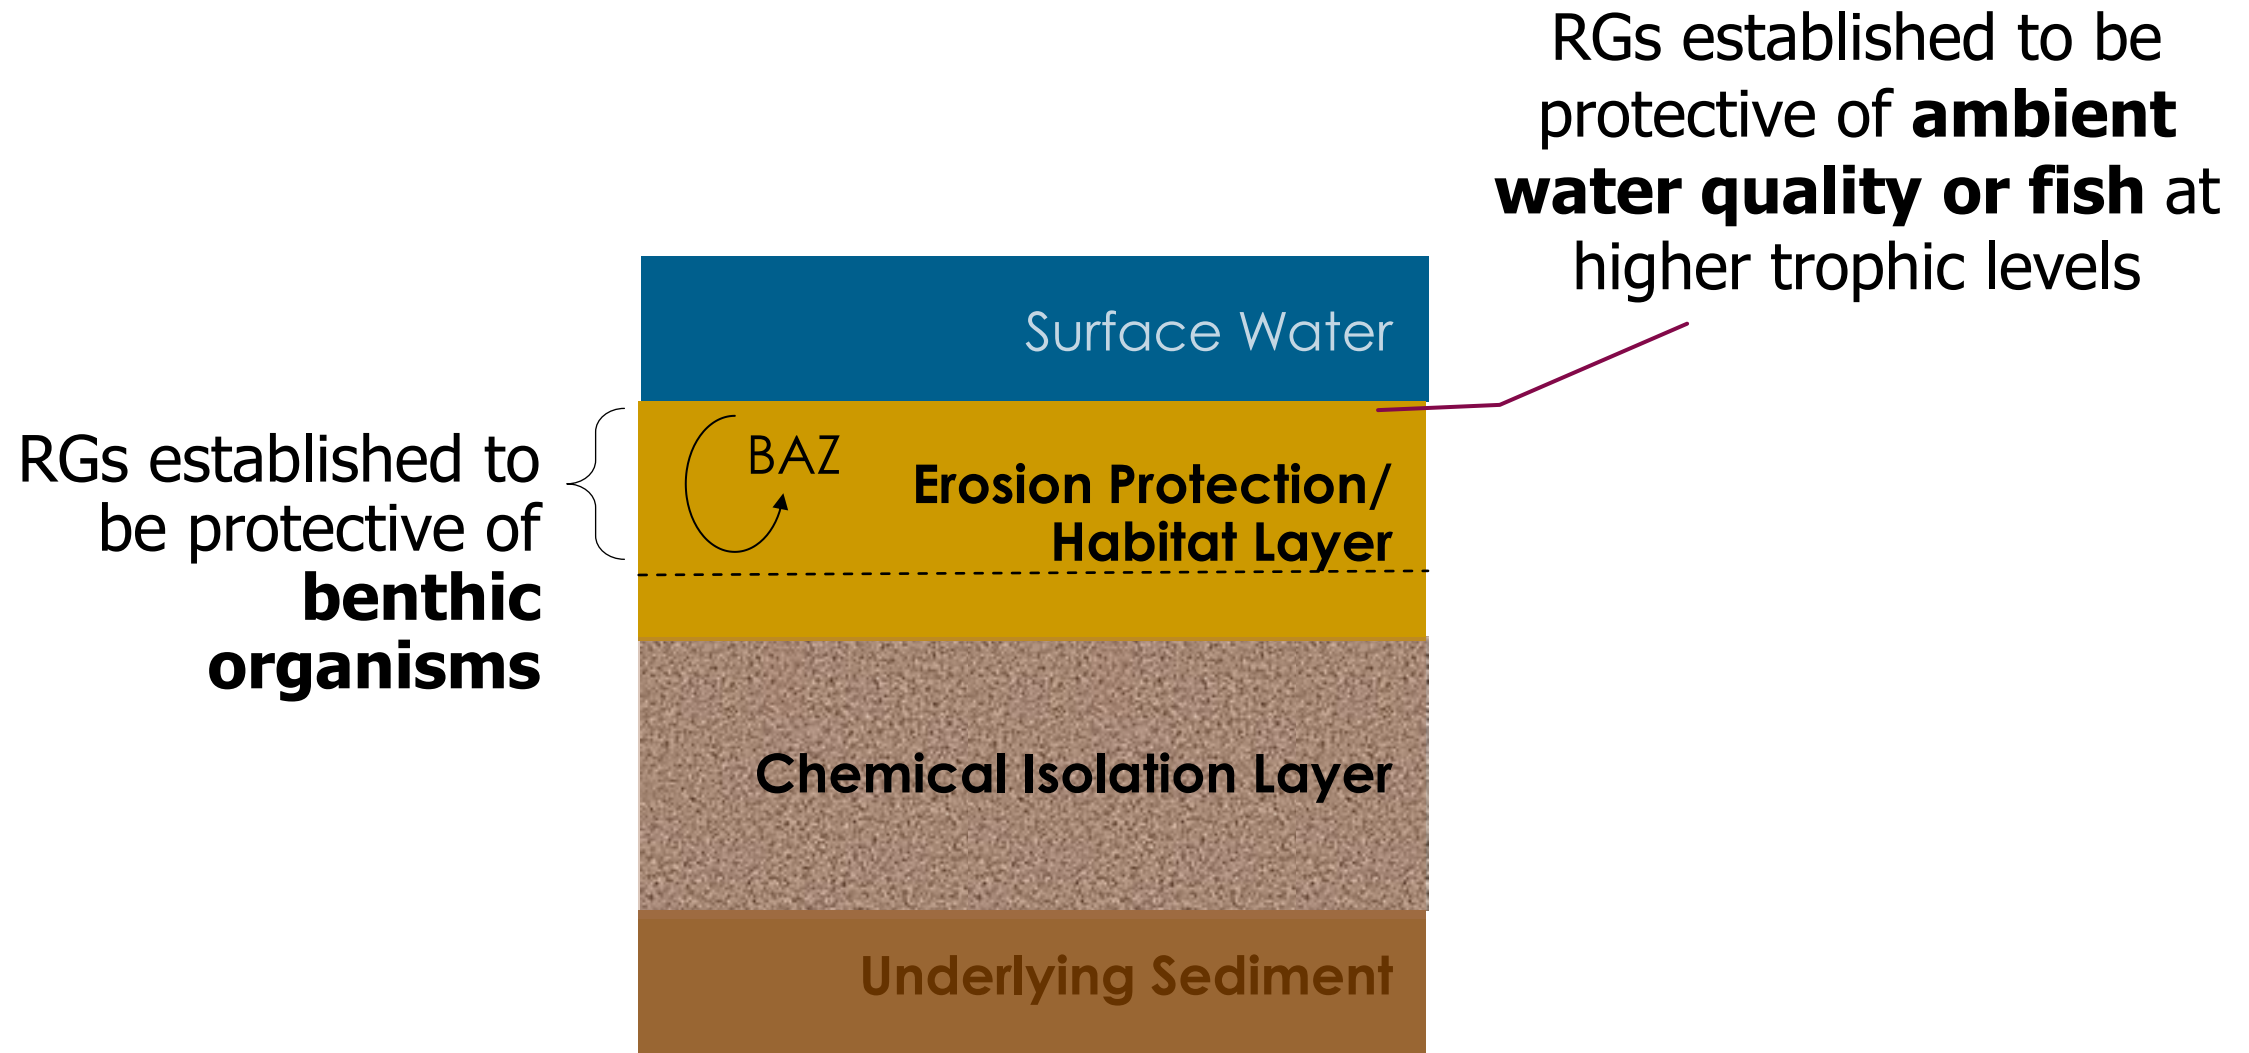 RGs established to be
protective of ambient
water quality or fish at
higher trophic levels
Surface Water
RGs established to
be protective of
benthic
organisms
BAZ
Erosion Protection/
Habitat Layer
Chemical Isolation Layer
Underlying Sediment